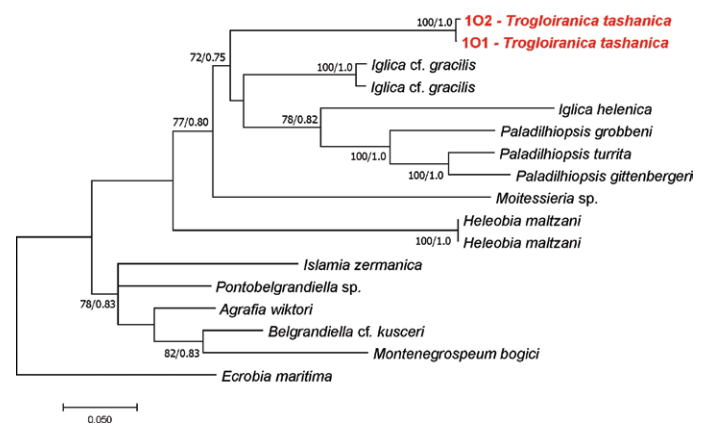 100/1.0
1O2 - Trogloiranica tashanica
1O1 - Trogloiranica tashanica
72/0.75
100/1.0
Iglica cf. gracilis
Iglica cf. gracilis
78/0.82
Iglica helenica
77/0.80
Paladilhiopsis grobbeni
100/1.0
Paladilhiopsis turrita
100/1.0
Paladilhiopsis gittenbergeri
Moitessieria sp.
Heleobia maltzani
100/1.0
Heleobia maltzani
Islamia zermanica
78/0.83
Pontobelgrandiella sp.
Agrafia wiktori
Belgrandiella cf. kusceri
82/0.83
Montenegrospeum bogici
Ecrobia maritima
0.050